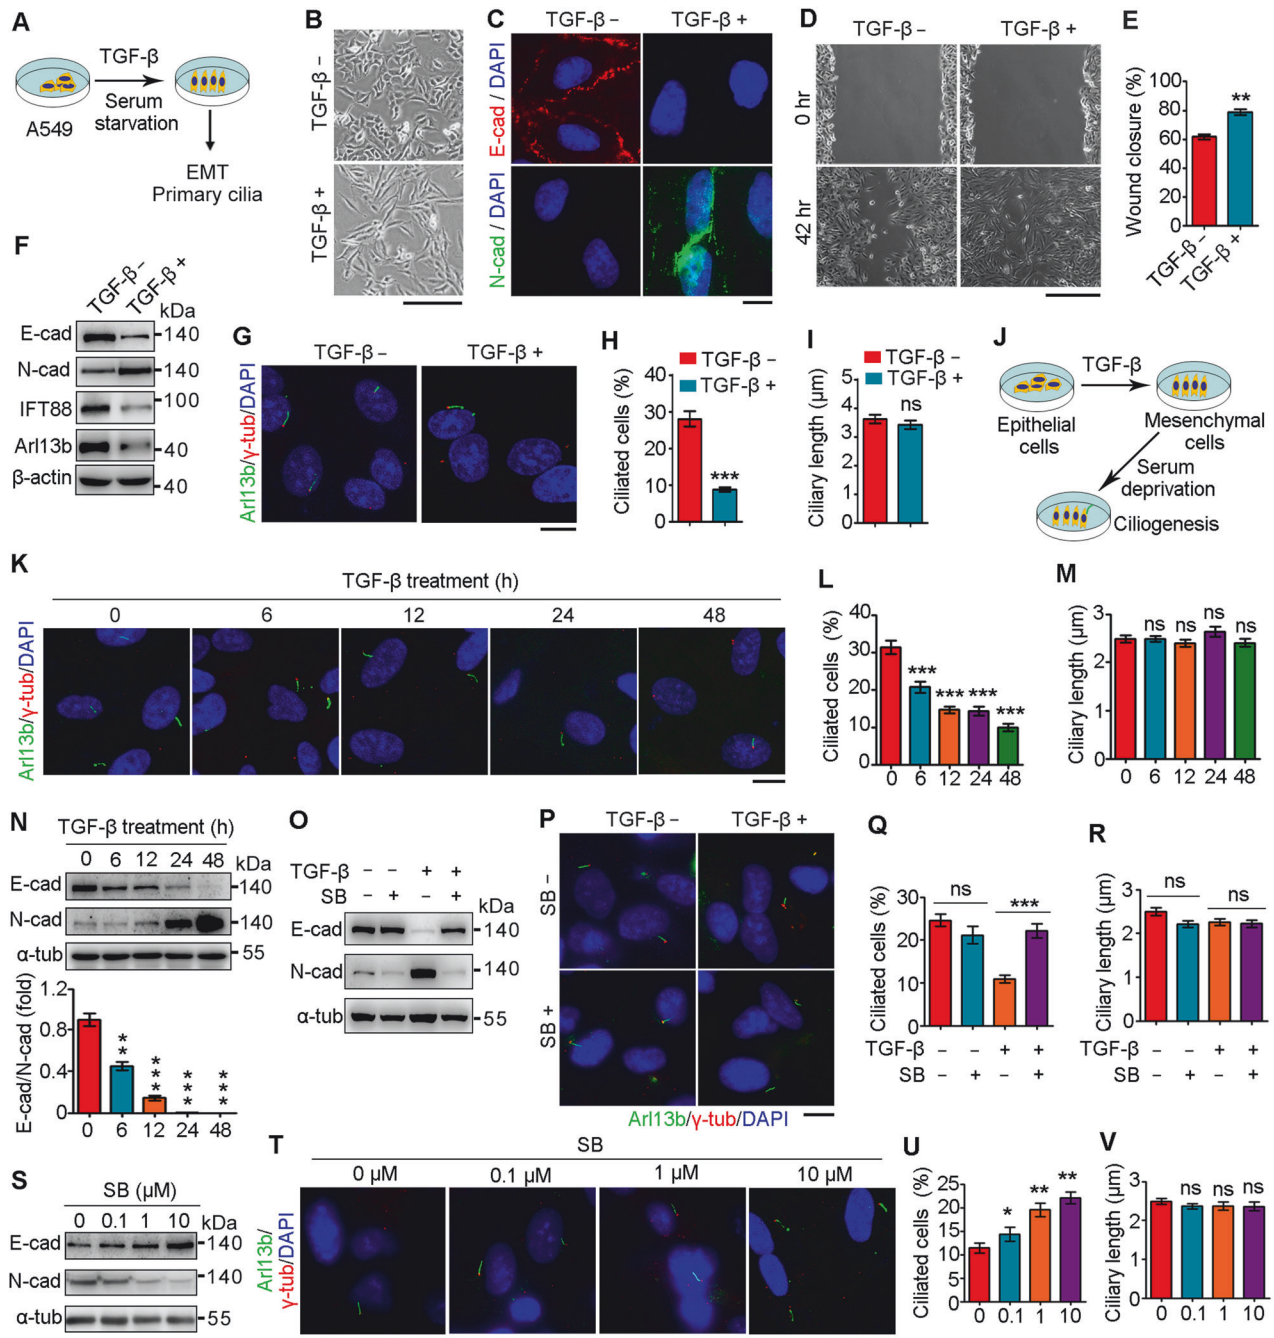 A
TGF-β
Serum
starvation
A549
EMT
Primary cilia
B
TGF-β –
TGF-β +
C
TGF-β –
TGF-β +
E-cad / DAPI
N-cad / DAPI
D
TGF-β –
TGF-β +
0 hr
42 hr
E
Wound closure (%)
100
80
60
40
20
0
**
TGF-β –
TGF-β +
F
TGF-β –
TGF-β +
kDa
E-cad
140
N-cad
140
IFT88
100
Arl13b
40
β-actin
40
G
TGF-β –
TGF-β +
Arl13b/γ-tub/DAPI
H
TGF-β –
TGF-β +
Ciliated cells (%)
40
30
20
10
0
***
I
TGF-β –
TGF-β +
Ciliary length (μm)
5
4
3
2
1
0
ns
J
TGF-β
Epithelial
cells
Mesenchymal
cells
Serum
deprivation
Ciliogenesis
K
TGF-β treatment (h)
0 6 12 24 48
Arl13b/γ-tub/DAPI
L
Ciliated cells (%)
40
30
20
10
0
*** *** *** ***
0 6 12 24 48
M
Ciliary length (μm)
3
2
1
0
ns ns ns ns
0 6 12 24 48
N
TGF-β treatment (h)
0 6 12 24 48
kDa
E-cad
140
N-cad
140
α-tub
55
E-cad/N-cad (fold)
1.2
0.8
0.4
0
** *** *** ***
0 6 12 24 48
O
TGF-β – – + +
SB – + – +
kDa
E-cad
140
N-cad
140
α-tub
55
P
TGF-β –
TGF-β +
SB –
SB +
Arl13b/γ-tub/DAPI
Q
Ciliated cells (%)
30
20
10
0
ns
***
TGF-β – – + +
SB – + – +
R
Ciliary length (μm)
3
2
1
0
ns
ns
TGF-β – – + +
SB – + – +
S
SB (μM)
0 0.1 1 10
kDa
E-cad
140
N-cad
140
α-tub
55
T
SB
0 μM
0.1 μM
1 μM
10 μM
Arl13b/
γ-tub/DAPI
U
Ciliated cells (%)
25
20
15
10
5
0
* ** **
0 0.1 1 10
V
Ciliary length (μm)
3
2
1
0
ns ns ns
0 0.1 1 10